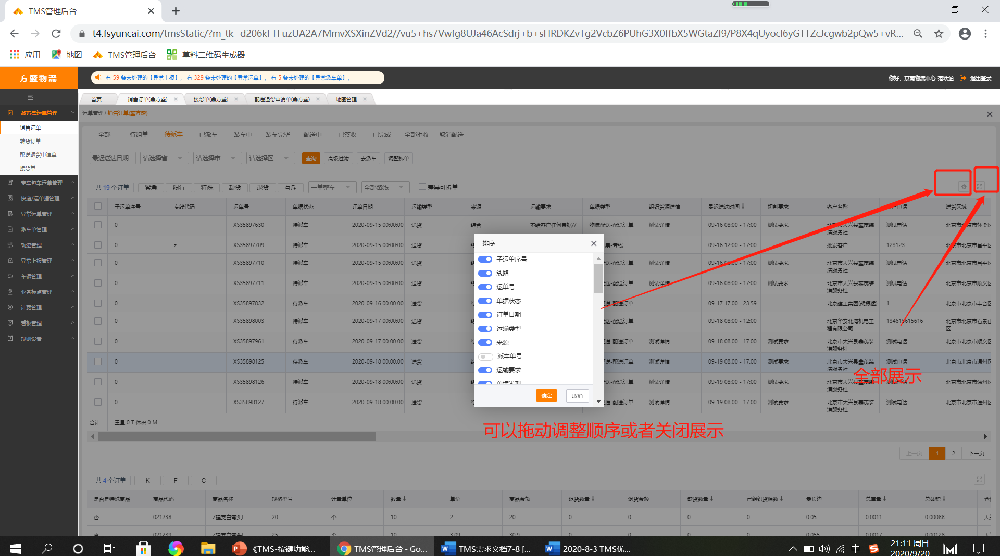 TMS管理后台
t4.fsyuncai.com/tmsStatic/?m_tk=d206kFTFuzUA2A7MmvXSXinZVd2//vu5+hs7Vwfg8UJa46AcSdrj+b+sHRDKZvTg2VcbZ6PUhG3X0ffbX5WGtaZI9/P8X4qUyocI6yGTTZcJcgwb2pQw5+vR...
应用 地图 TMS管理后台 草料二维码生成器
方盛物流 有 59 条未处理的【异常上报】； 有 329 条未处理的【异常运单】； 有 5 条未处理的【异常派车单】； 你好，京南物流中心-范跃通 退出登录
首页 销售订单(鑫方盛) 接货单(鑫方盛) 配送退货申请单(鑫方盛) 地图管理
运单管理 / 销售订单(鑫方盛)
鑫方盛运单管理
销售订单
转货订单
配送退货申请单
接货单
专车包车运单管理
快递/运单据管理
异常运单管理
派车单管理
轨迹管理
异常上报管理
车辆管理
业务标点管理
计费管理
看板管理
规则设置
全部 待组单 待派车 已派车 装车中 装车完毕 配送中 已签收 已完成 全部拒收 取消配送
最迟送达日期 请选择省 请选择市 请选择区 查询 高级过滤 去派车 调整拆单
共 19 个订单 紧急 限行 特殊 缺货 退货 互斥 一单整车 全部路线 差异可拆单
子运单序号 专线代码 运单号 单据状态 订单日期 运输类型 来源 运输要求 单据类型 组织货源详情 最迟送达时间 切割要求 客户名称 电话 送货区域
0 XS35897630 待派车 2020-09-15 00:00:00 送货 综合 不给客户任何票据// 物流配送-配送订单 测试详情 09-16 08:00 - 17:00 测试要求 北京市大兴县鑫茂装潢服务社 测试电话 北京市北京市怀柔区
0 z XS35897709 待派车 2020-09-15 00:00:00 送货 票-专线 09-16 12:00 - 17:00 批发客户 123123 北京市北京市昌平区
0 XS35897710 待派车 2020-09-15 00:00:00 送货 送-配送订单 测试详情 09-16 08:00 - 17:00 测试要求 北京市大兴县鑫茂装潢服务社 测试电话 北京市北京市昌平区
0 XS35897711 待派车 2020-09-15 00:00:00 送货 送-配送订单 测试详情 09-16 08:00 - 17:00 测试要求 北京市大兴县鑫茂装潢服务社 测试电话 北京市北京市顺义区
0 XS35897832 待派车 2020-09-16 00:00:00 送货 送-配送订单 09-17 17:00 - 23:59 北京建工集团(胡振猛) 1 北京市北京市丰台区
0 XS35898003 待派车 2020-09-17 00:00:00 送货 送-配送订单 09-18 08:00 - 12:00 北京华安北海机电工程有限公司 134615615616 北京市北京市石景山区
0 XS35897961 待派车 2020-09-17 00:00:00 送货 送-配送订单 测试详情 09-18 08:00 - 17:00 测试要求 北京市大兴县鑫茂装潢服务社 测试电话 北京市北京市顺义区
0 XS35898125 待派车 2020-09-18 00:00:00 送货 送-配送订单 测试详情 09-19 08:00 - 17:00 测试要求 北京市大兴县鑫茂装潢服务社 测试电话 北京市北京市通州区
0 XS35898126 待派车 2020-09-18 00:00:00 送货 送-配送订单 测试详情 09-19 08:00 - 17:00 测试要求 北京市大兴县鑫茂装潢服务社 测试电话 北京市北京市通州区
0 XS35898127 待派车 2020-09-18 00:00:00 送货 送-配送订单 测试详情 09-19 08:00 - 17:00 测试要求 北京市大兴县鑫茂装潢服务社 测试电话 北京市北京市通州区
合计： 重量 0 T 体积 0 M
排序
子运单序号
线路
运单号
单据状态
订单日期
运输类型
来源
派车单号
运输要求
单据类型
确定 取消
全部展示
可以拖动调整顺序或者关闭展示
上一页 1 2 下一页
共 4 个订单 K F C
是否是特殊商品 商品代码 商品名称 规格型号 计量单位 数量 单价 商品金额 退货数量 退货金额 缺货数量 已组织货源数 最长边 总重量 总体积
否 021238 Z建支白弯头L 20 个 10 2 20 0 0 0 0 0.05 0.0011 0.00088
否 021239 Z建支白弯头L 25 个 10 3.09 30.9 0 0 0 0 0.055 0.0017 0.00128
《TMS-按键功能... TMS管理后台 - Go... TMS需求文档7-8 [... 2020-8-3 TMS优... 中 21:11 周日
2020/9/20